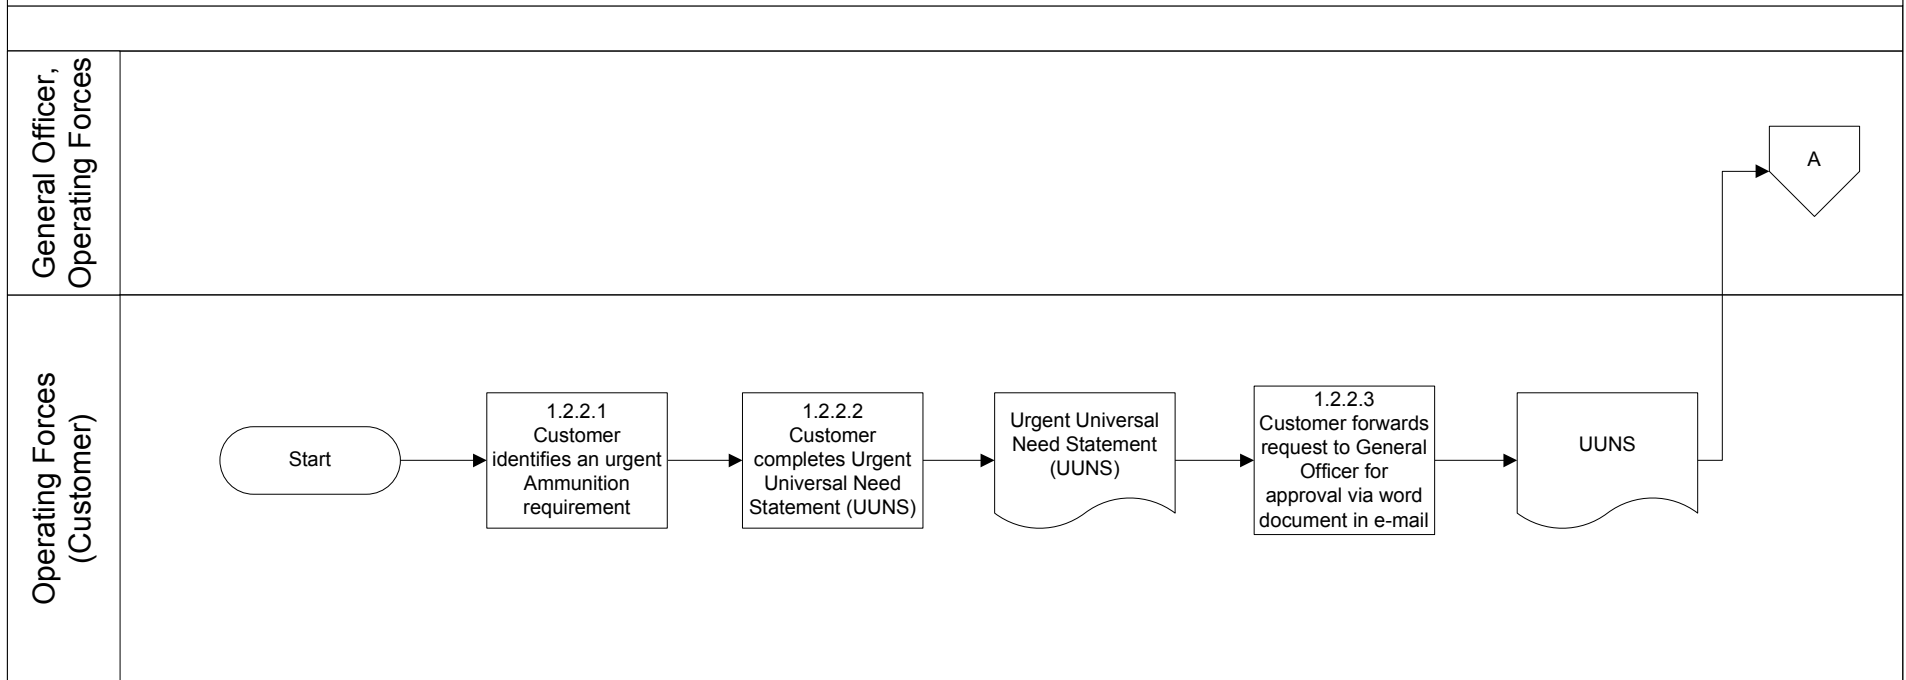 General Officer,
Operating Forces
A
Operating Forces
(Customer)
Start
1.2.2.1
Customer
identifies an urgent
Ammunition
requirement
1.2.2.2
Customer
completes Urgent
Universal Need
Statement (UUNS)
Urgent Universal
Need Statement
(UUNS)
1.2.2.3
Customer forwards
request to General
Officer for
approval via word
document in e-mail
UUNS